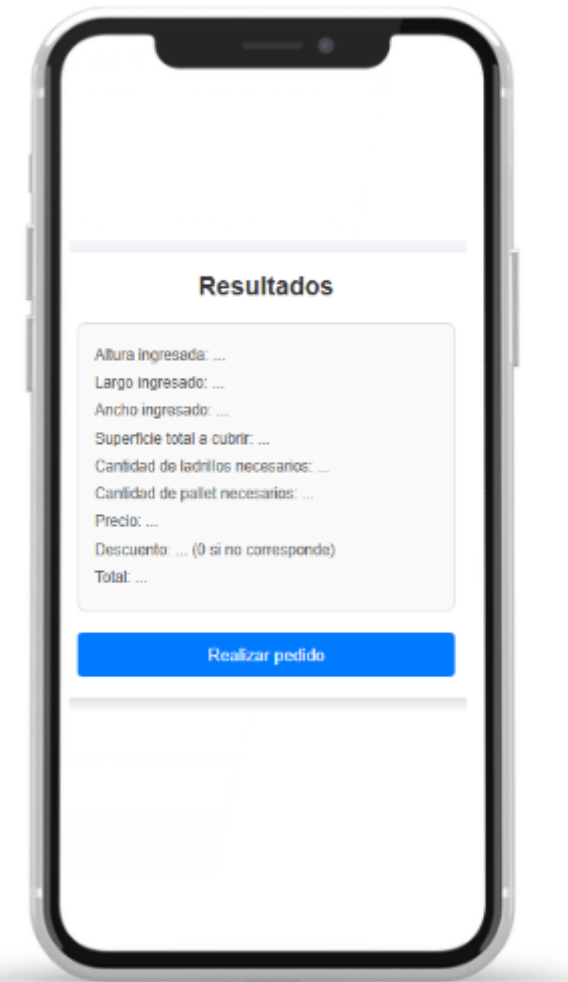 Resultados
Altura ingresada: ...
Largo ingresado: ...
Ancho ingresado: ...
Superficie total a cubrir: ...
Cantidad de ladrillos necesarios: ...
Cantidad de pallet necesarios: ...
Precio: ...
Descuento: ... (0 si no corresponde)
Total: ...
Realizar pedido